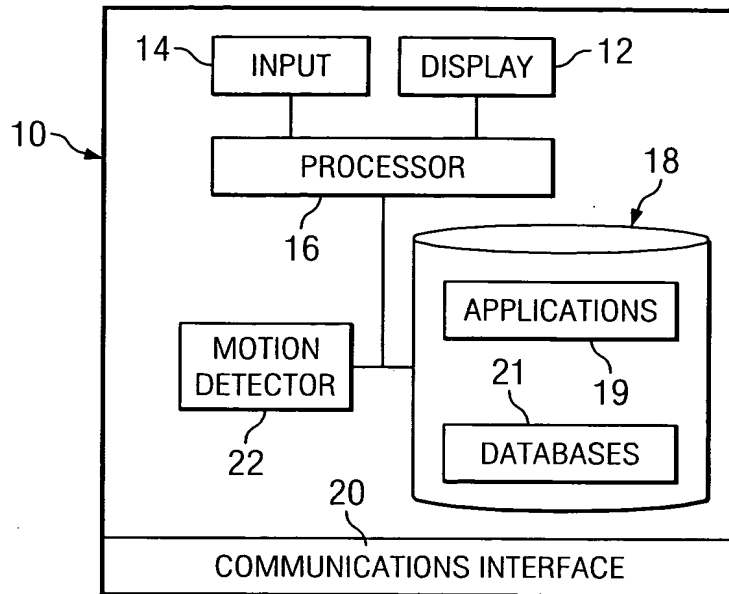 14
INPUT
DISPLAY
12
10
PROCESSOR
16
18
APPLICATIONS
19
MOTION
DETECTOR
22
21
DATABASES
20
COMMUNICATIONS INTERFACE